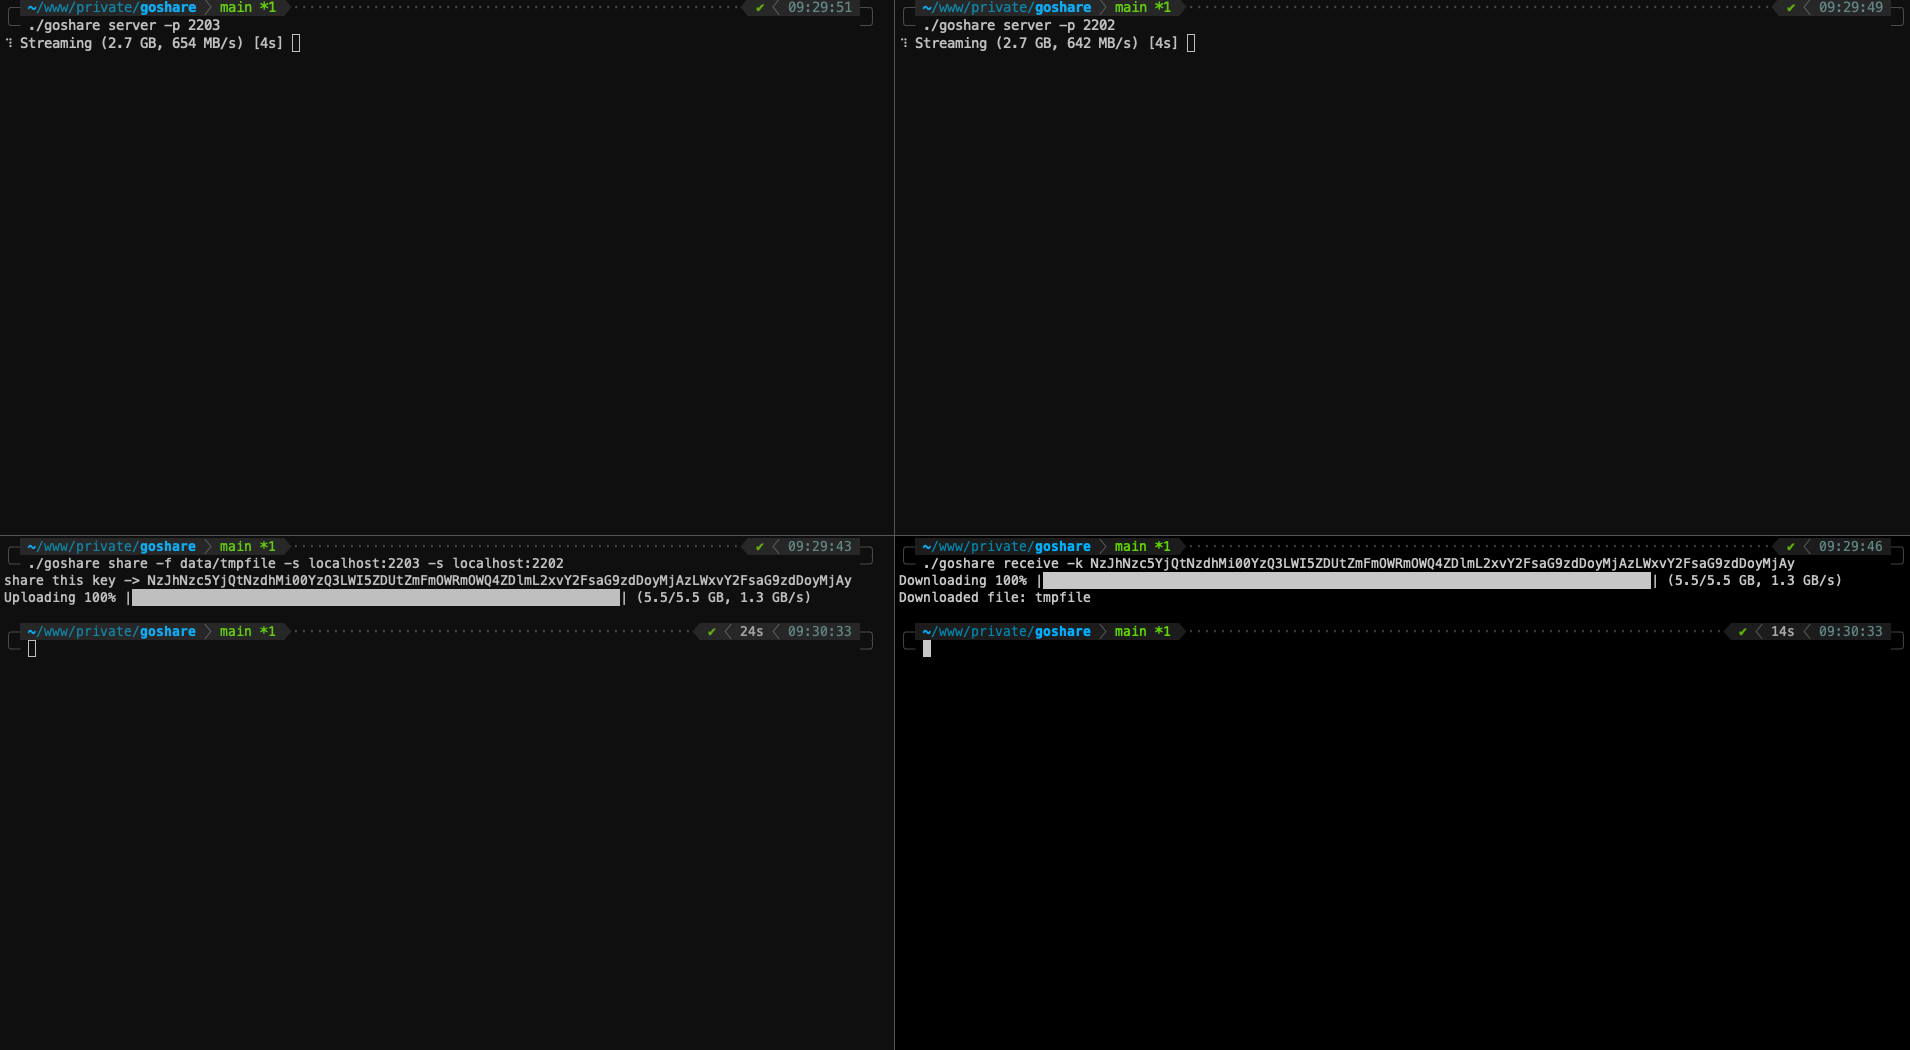 ~/www/private/goshare main *1 ✔ 09:29:51
./goshare server -p 2203
⠹ Streaming (2.7 GB, 654 MB/s) [4s]
~/www/private/goshare main *1 ✔ 09:29:49
./goshare server -p 2202
⠹ Streaming (2.7 GB, 642 MB/s) [4s]
~/www/private/goshare main *1 ✔ 09:29:43
./goshare share -f data/tmpfile -s localhost:2203 -s localhost:2202
share this key -> NzJhNzc5YjQtNzdhMi00YzQ3LWI5ZDUtZmFmOWRmOWQ4ZDlmL2xvY2FsaG9zdDoyMjAzLWxvY2FsaG9zdDoyMjAy
Uploading 100% | | (5.5/5.5 GB, 1.3 GB/s)
~/www/private/goshare main *1 ✔ 24s 09:30:33
~/www/private/goshare main *1 ✔ 09:29:46
./goshare receive -k NzJhNzc5YjQtNzdhMi00YzQ3LWI5ZDUtZmFmOWRmOWQ4ZDlmL2xvY2FsaG9zdDoyMjAzLWxvY2FsaG9zdDoyMjAy
Downloading 100% | | (5.5/5.5 GB, 1.3 GB/s)
Downloaded file: tmpfile
~/www/private/goshare main *1 ✔ 14s 09:30:33